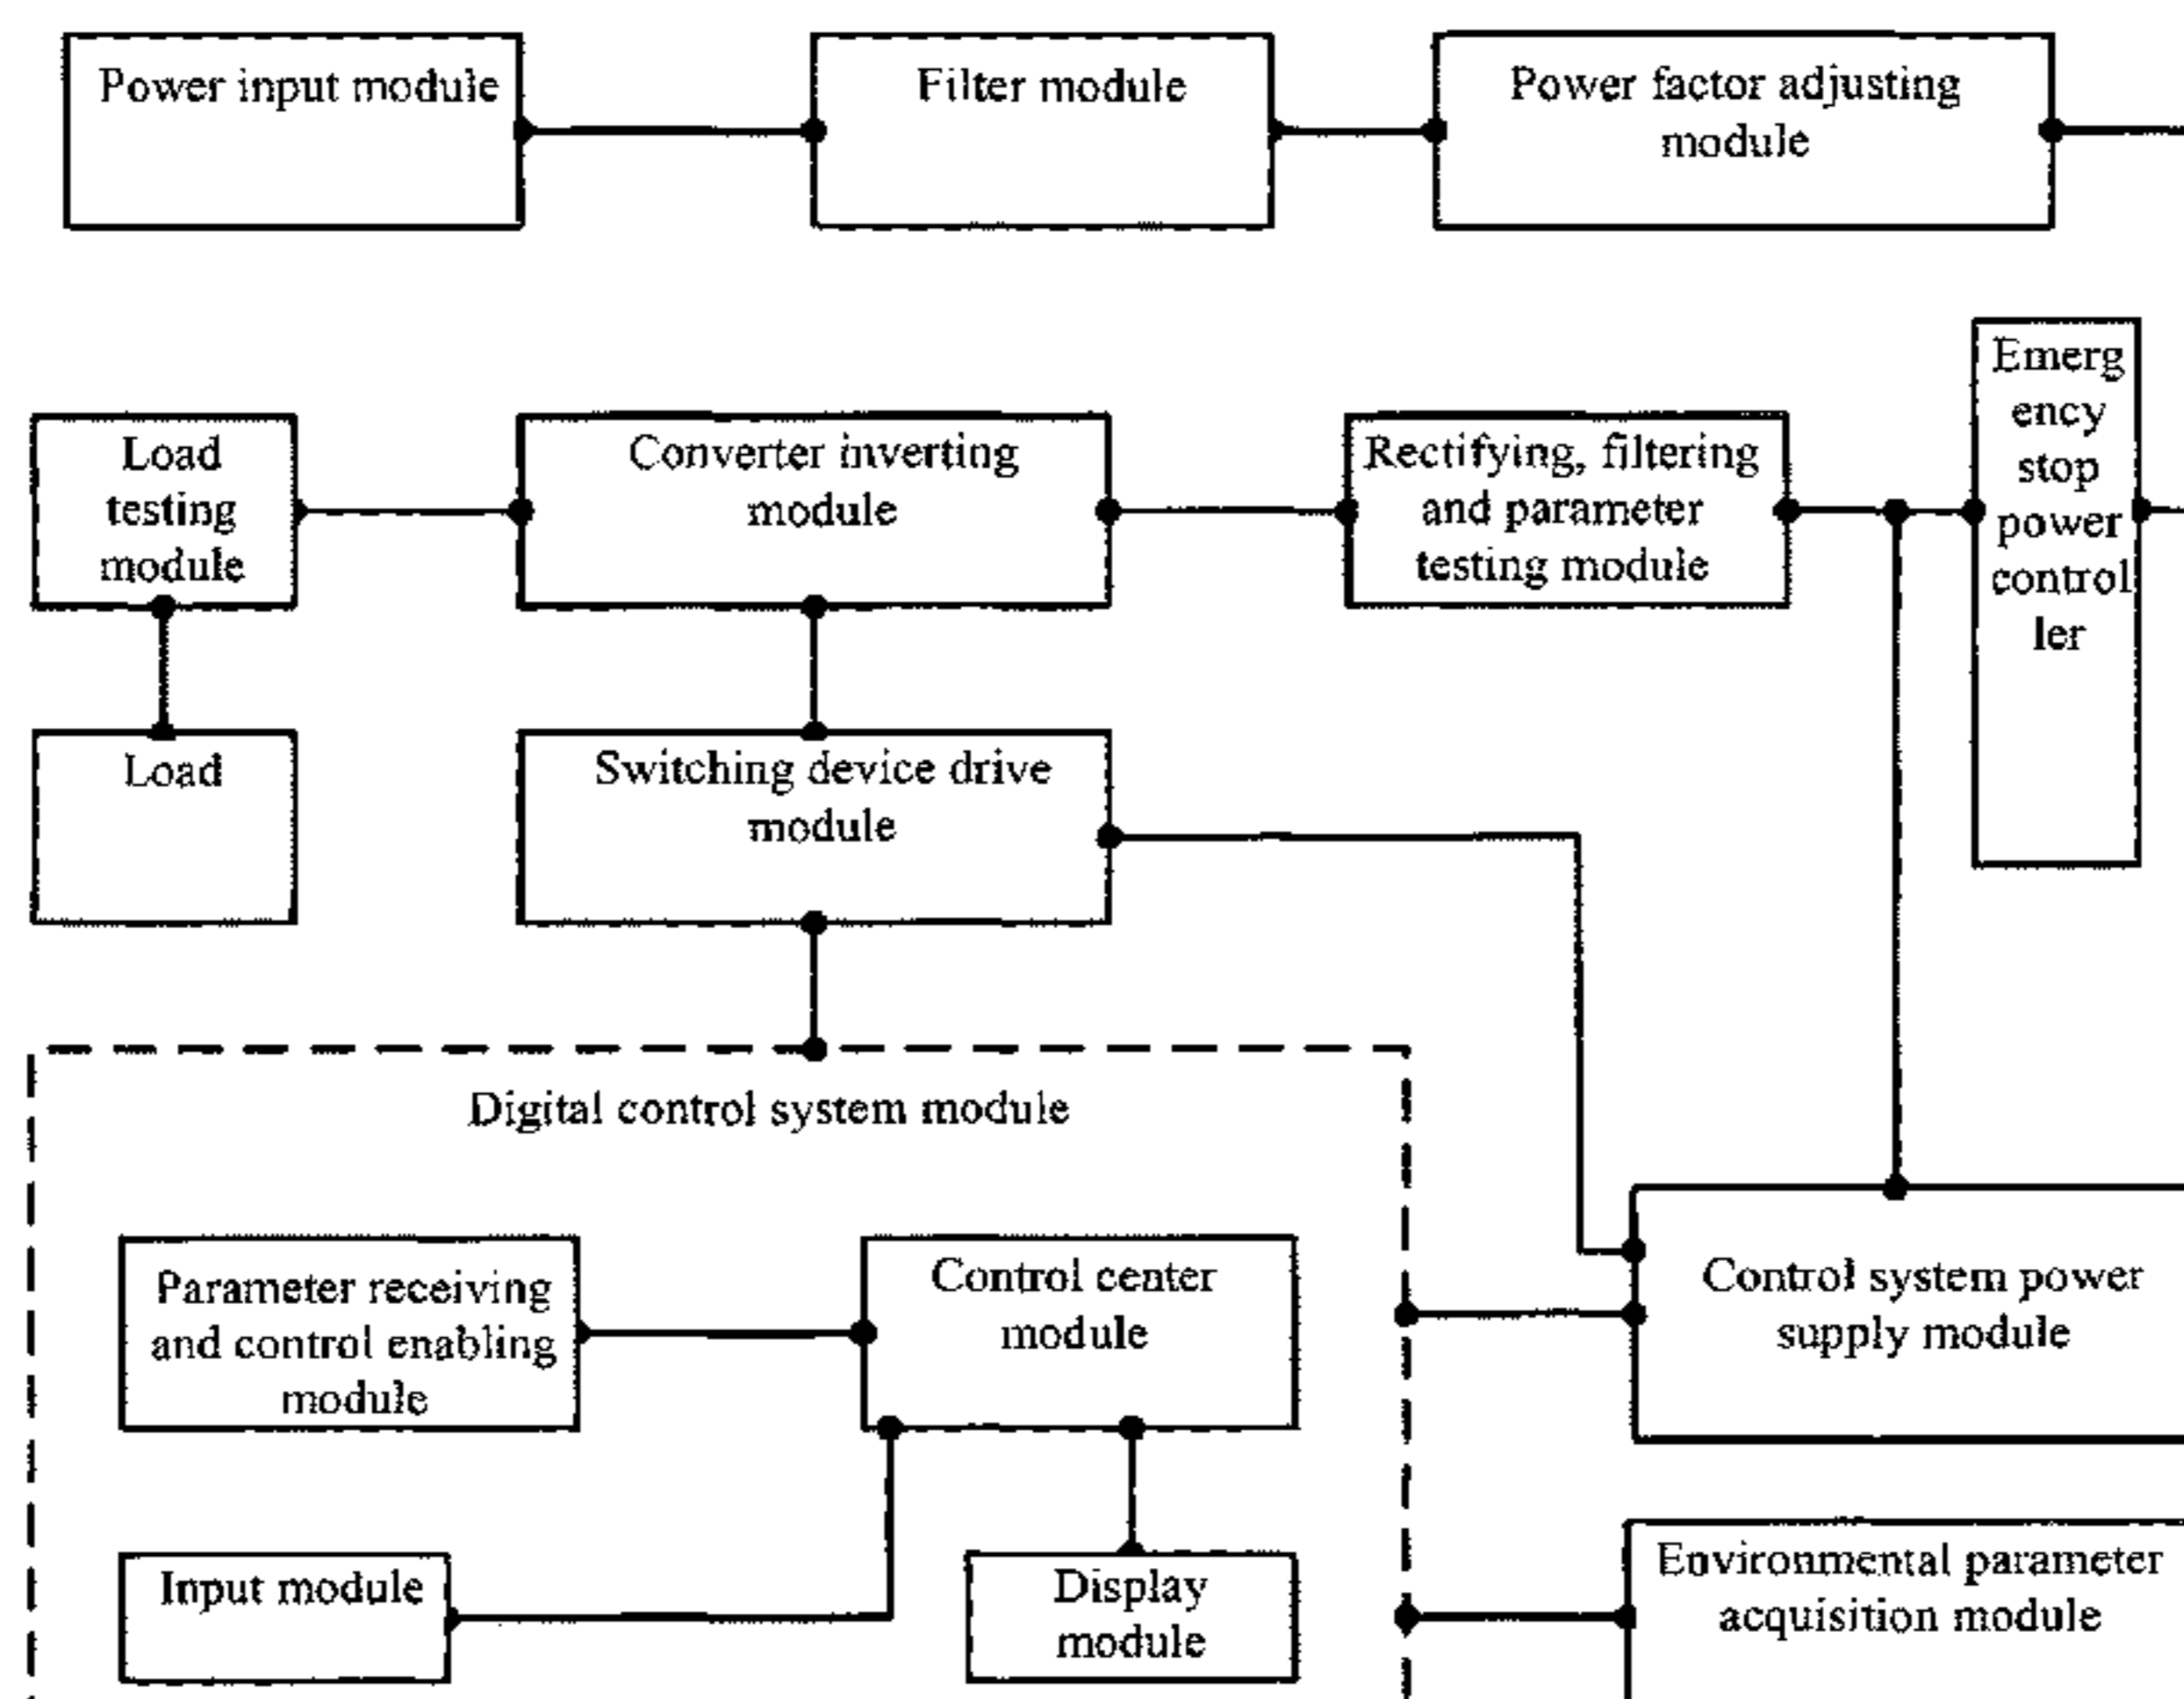 Power input module
Filter module
Power factor adjusting
module
Load
testing
module
Converter inverting
module
Rectifying, filtering
and parameter
testing module
Emerg
ency
stop
power
control
ler
Load
Switching device drive
module
Digital control system module
Parameter receiving
and control enabling
module
Control center
module
Control system power
supply module
Input module
Display
module
Environmental parameter
acquisition module